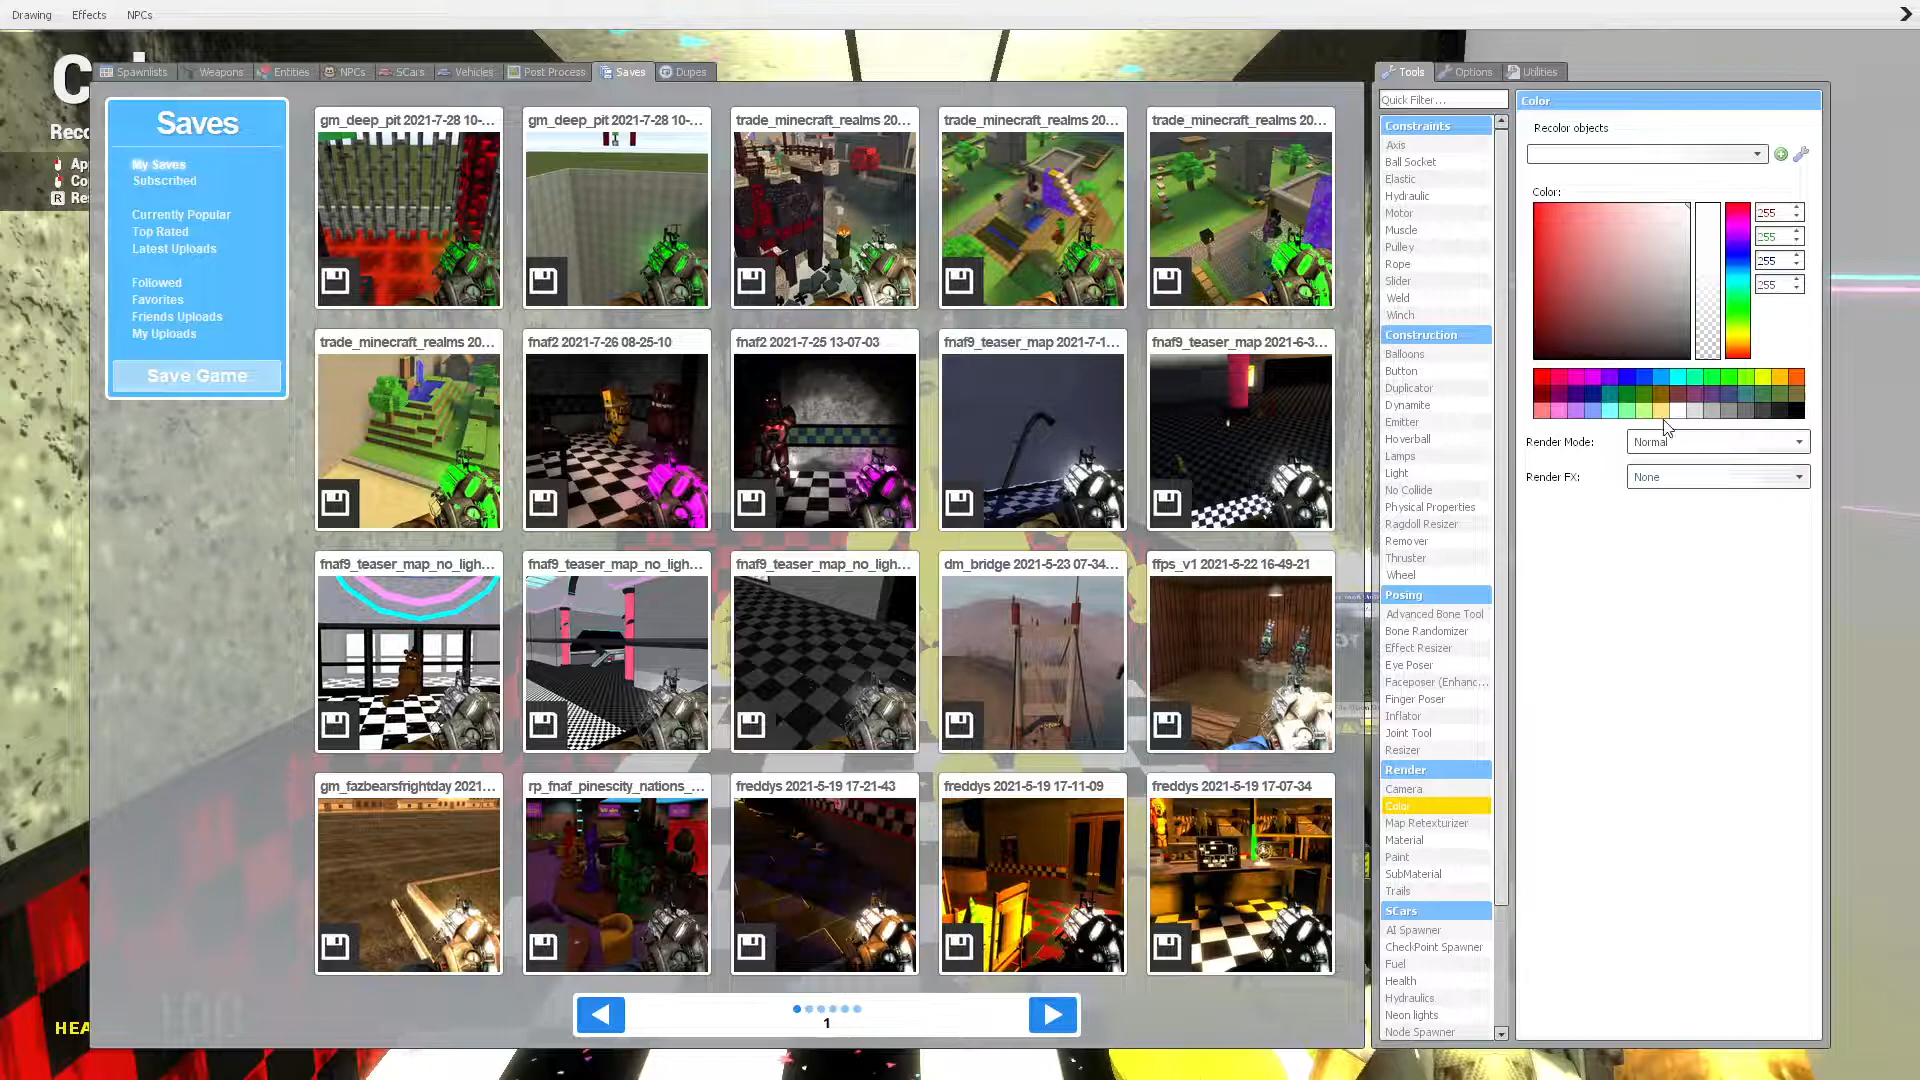 Drawing Effects NPCs
C
Rec
Ap
Co
R Re
Spawnlists Weapons Entities NPCs SCars Vehicles Post Process Saves Dupes
Saves
My Saves
Subscribed
Currently Popular
Top Rated
Latest Uploads
Followed
Favorites
Friends Uploads
My Uploads
Save Game
gm_deep_pit 2021-7-28 10-... gm_deep_pit 2021-7-28 10-... trade_minecraft_realms 20... trade_minecraft_realms 20... trade_minecraft_realms 20...
trade_minecraft_realms 20... fnaf2 2021-7-26 08-25-10 fnaf2 2021-7-25 13-07-03 fnaf9_teaser_map 2021-7-1... fnaf9_teaser_map 2021-6-3...
fnaf9_teaser_map_no_ligh... fnaf9_teaser_map_no_ligh... fnaf9_teaser_map_no_ligh... dm_bridge 2021-5-23 07-34... ffps_v1 2021-5-22 16-49-21
gm_fazbearsfrightday 2021... rp_fnaf_pinescity_nations_... freddys 2021-5-19 17-21-43 freddys 2021-5-19 17-11-09 freddys 2021-5-19 17-07-34
1
HEA
Tools Options Utilities
Quick Filter...
Constraints
Axis
Ball Socket
Elastic
Hydraulic
Motor
Muscle
Pulley
Rope
Slider
Weld
Winch
Construction
Balloons
Button
Duplicator
Dynamite
Emitter
Hoverball
Lamps
Light
No Collide
Physical Properties
Ragdoll Resizer
Remover
Thruster
Wheel
Posing
Advanced Bone Tool
Bone Randomizer
Effect Resizer
Eye Poser
Faceposer (Enhanc...
Finger Poser
Inflator
Joint Tool
Resizer
Render
Camera
Color
Map Retexturizer
Material
Paint
SubMaterial
Trails
SCars
AI Spawner
CheckPoint Spawner
Fuel
Health
Hydraulics
Neon lights
Node Spawner
Color
Recolor objects
Color:
255
255
255
255
Render Mode: Normal
Render FX: None